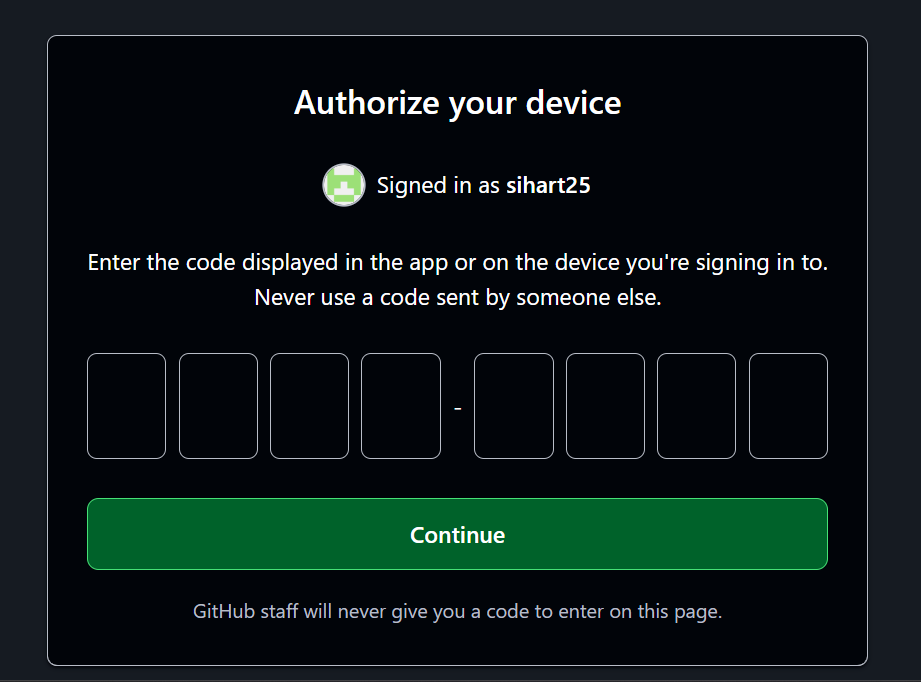 Authorize your device
Signed in as sihart25
Enter the code displayed in the app or on the device you're signing in to.
Never use a code sent by someone else.
-
Continue
GitHub staff will never give you a code to enter on this page.